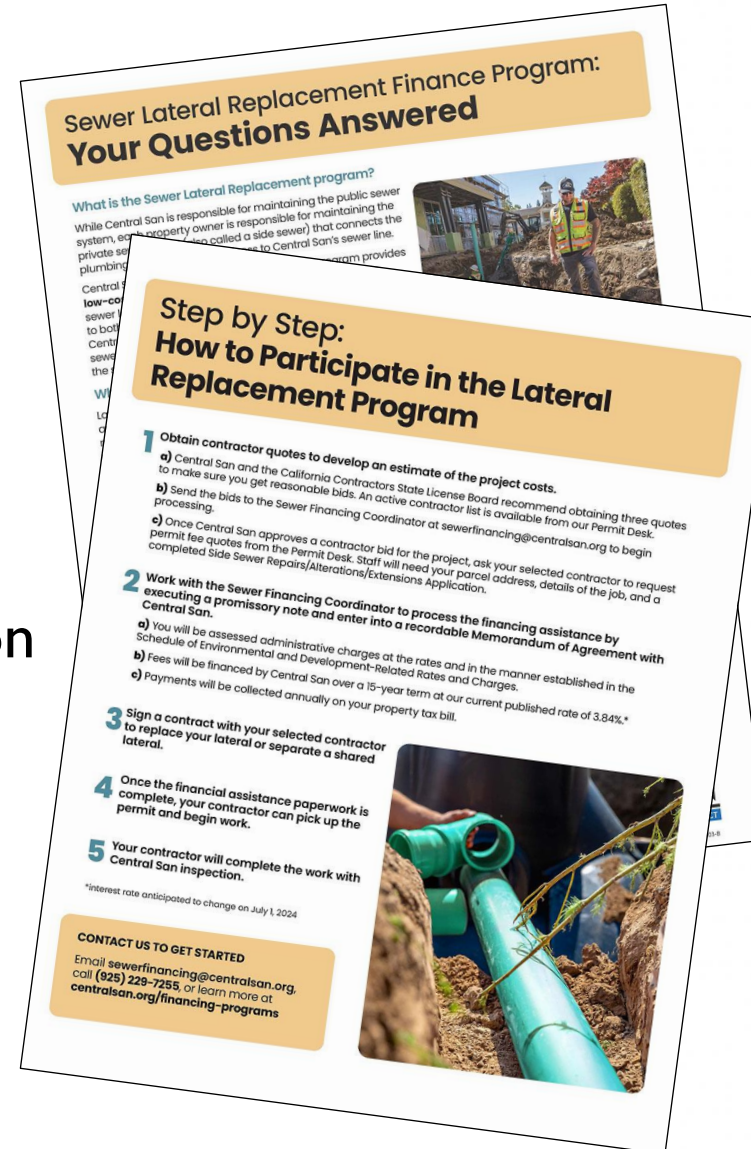 Sewer Lateral Replacement Finance Program:
Your Questions Answered
What is the Sewer Lateral Replacement program?
While Central San is responsible for maintaining the public sewer
system, each property owner is responsible for maintaining the
private called a side sewer) that connects the
plumbing to Central San's sewer line.
provides
Central
sewer
to both
the
Step by Step:
How to Participate in the Lateral
Replacement Program
1 Obtain contractor quotes to develop an estimate of the project costs.
a) Central San and the California Contractors State License Board recommend obtaining three quotes
to make sure you get reasonable bids. An active contractor list is available from our Permit Desk.
b) Send the bids to the Sewer Financing Coordinator at sewerfinancing@centralsan.org to begin
processing.
c) Once Central San approves a contractor bid for the project, ask your selected contractor to request
permit fee quotes from the Permit Desk. Staff will need your parcel address, details of the job, and a
completed Side Sewer Repairs/Alterations/Extensions Application.
2 Work with the Sewer Financing Coordinator to process the financing assistance by
executing a promissory note and enter into a recordable Memorandum of Agreement with
Central San.
a) You will be assessed administrative charges at the rates and in the manner established in the
Schedule of Environmental and Development-Related Rates and Charges.
b) Fees will be financed by Central San over a 15-year term at our current published rate of 3.84%.*
c) Payments will be collected annually on your property tax bill.
on
3 Sign a contract with your selected contractor
to replace your lateral or separate a shared
lateral.
4 Once the financial assistance paperwork is
complete, your contractor can pick up the
permit and begin work.
5 Your contractor will complete the work with
Central San inspection.
*interest rate anticipated to change on July 1, 2024
CONTACT US TO GET STARTED
Email sewerfinancing@centralsan.org,
call (925) 229-7255, or learn more at
centralsan.org/financing-programs